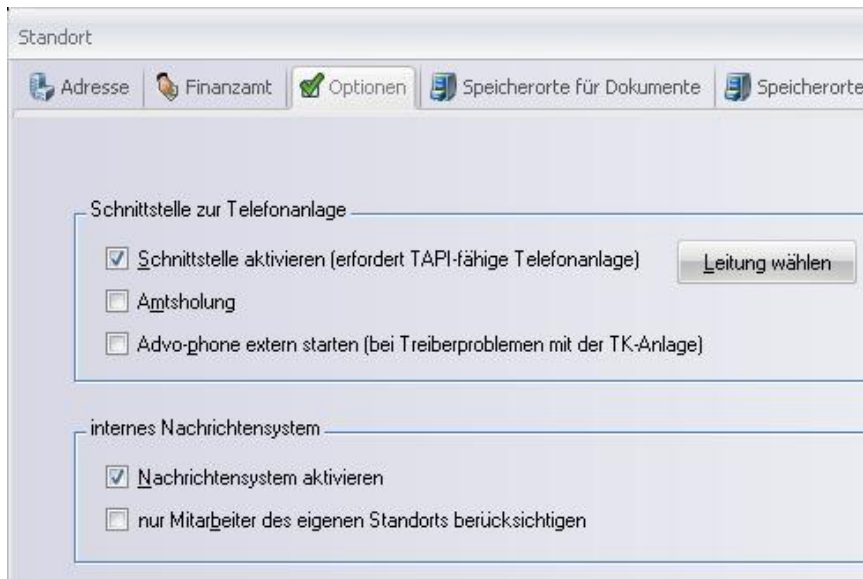 Standort
Adresse Finanzamt Optionen Speicherorte für Dokumente Speicherorte
Schnittstelle zur Telefonanlage
Schnittstelle aktivieren (erfordert TAPI-fähige Telefonanlage) Leitung wählen
Amtsholung
Advo-phone extern starten (bei Treiberproblemen mit der TK-Anlage)
internes Nachrichtensystem
Nachrichtensystem aktivieren
nur Mitarbeiter des eigenen Standorts berücksichtigen